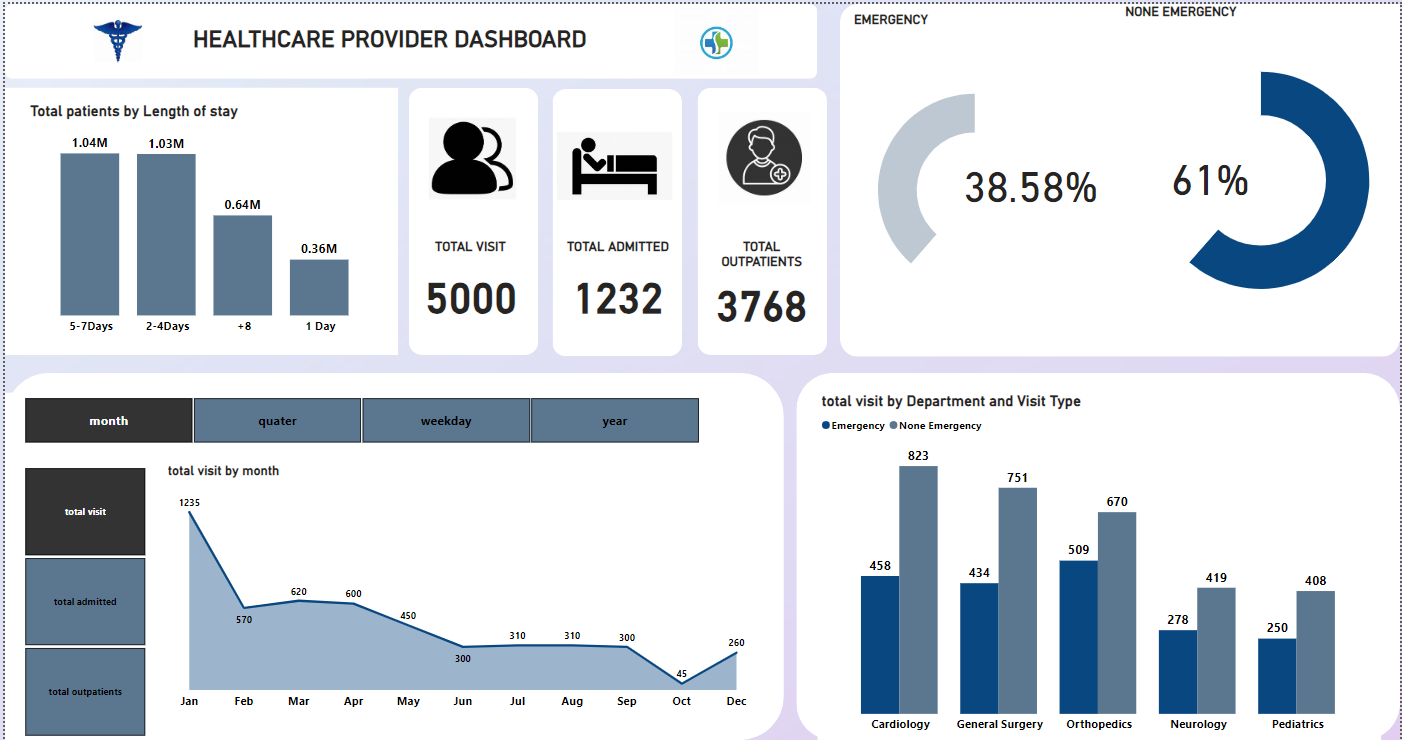 HEALTHCARE PROVIDER DASHBOARD
EMERGENCY
NONE EMERGENCY
38.58%
61%
Total patients by Length of stay
1.04M
1.03M
0.64M
0.36M
5-7Days
2-4Days
+8
1 Day
TOTAL VISIT
5000
TOTAL ADMITTED
1232
TOTAL
OUTPATIENTS
3768
month
quater
weekday
year
total visit
total admitted
total outpatients
total visit by month
1235
570
620
600
450
300
310
310
300
45
260
Jan
Feb
Mar
Apr
May
Jun
Jul
Aug
Sep
Oct
Dec
total visit by Department and Visit Type
Emergency
None Emergency
458
823
434
751
509
670
278
419
250
408
Cardiology
General Surgery
Orthopedics
Neurology
Pediatrics